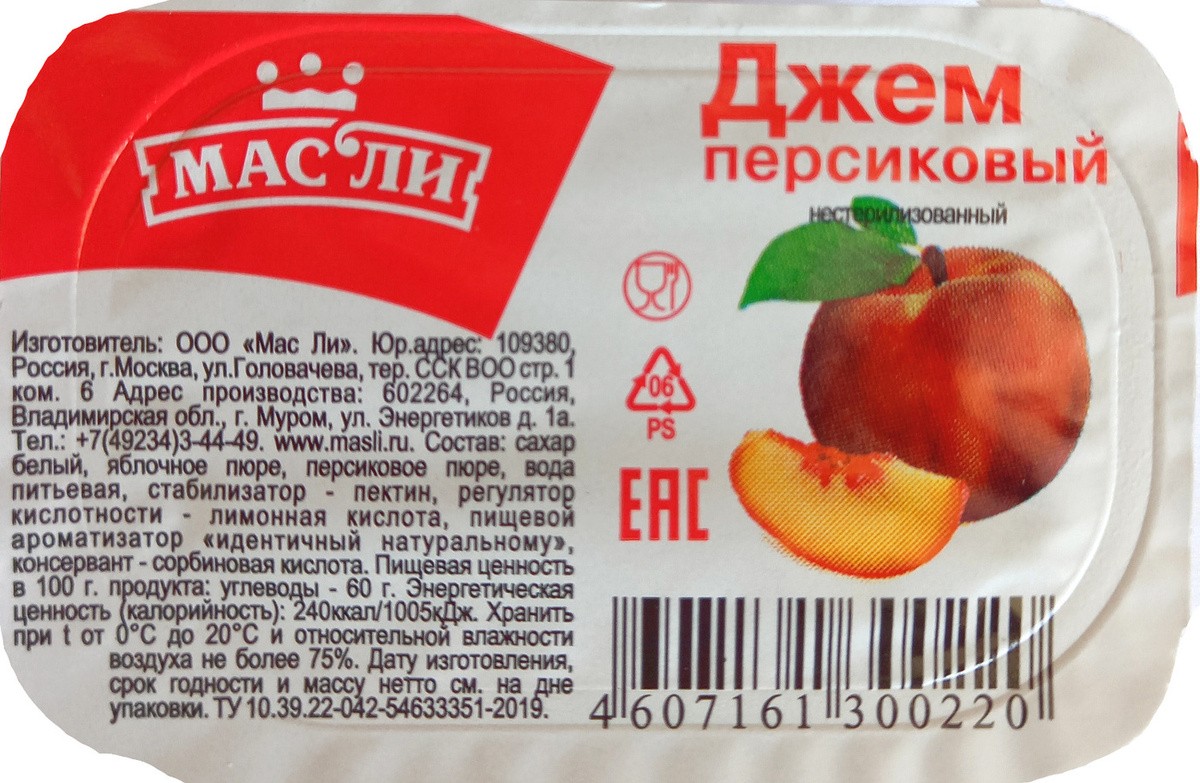 МАС ЛИ
Джем
персиковый
нестерилизованный
06
PS
EAC
Изготовитель: ООО «Мас Ли». Юр.адрес: 109380,
Россия, г.Москва, ул.Головачева, тер. ССК ВОО стр. 1
ком. 6 Адрес производства: 602264, Россия,
Владимирская обл., г. Муром, ул. Энергетиков д. 1а.
Тел.: +7(49234)3-44-49. www.masli.ru. Состав: сахар
белый, яблочное пюре, персиковое пюре, вода
питьевая, стабилизатор - пектин, регулятор
кислотности - лимонная кислота, пищевой
ароматизатор «идентичный натуральному»,
консервант - сорбиновая кислота. Пищевая ценность
в 100 г. продукта: углеводы - 60 г. Энергетическая
ценность (калорийность): 240ккал/1005кДж. Хранить
при t от 0°С до 20°С и относительной влажности
воздуха не более 75%. Дату изготовления,
срок годности и массу нетто см. на дне
упаковки. ТУ 10.39.22-042-54633351-2019.
4 607161 300220